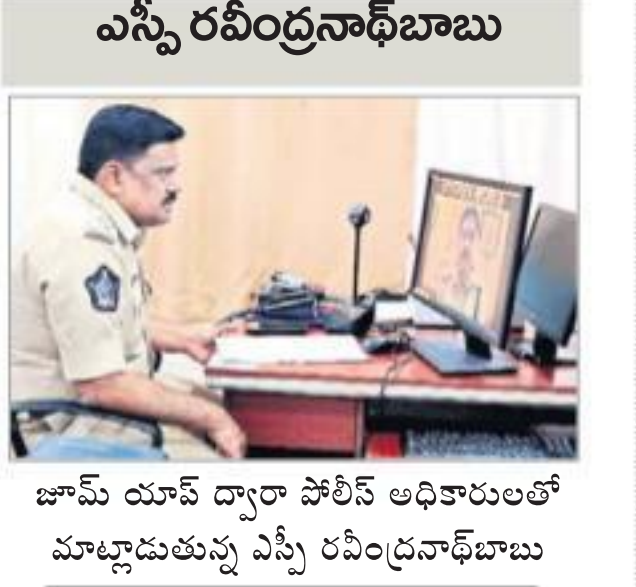 ఎస్పీ రవీంద్రనాథ్‌బాబు
జూమ్ యాప్ ద్వారా పోలీస్ అధికారులతో
మాట్లాడుతున్న ఎస్పీ రవీంద్రనాథ్‌బాబు